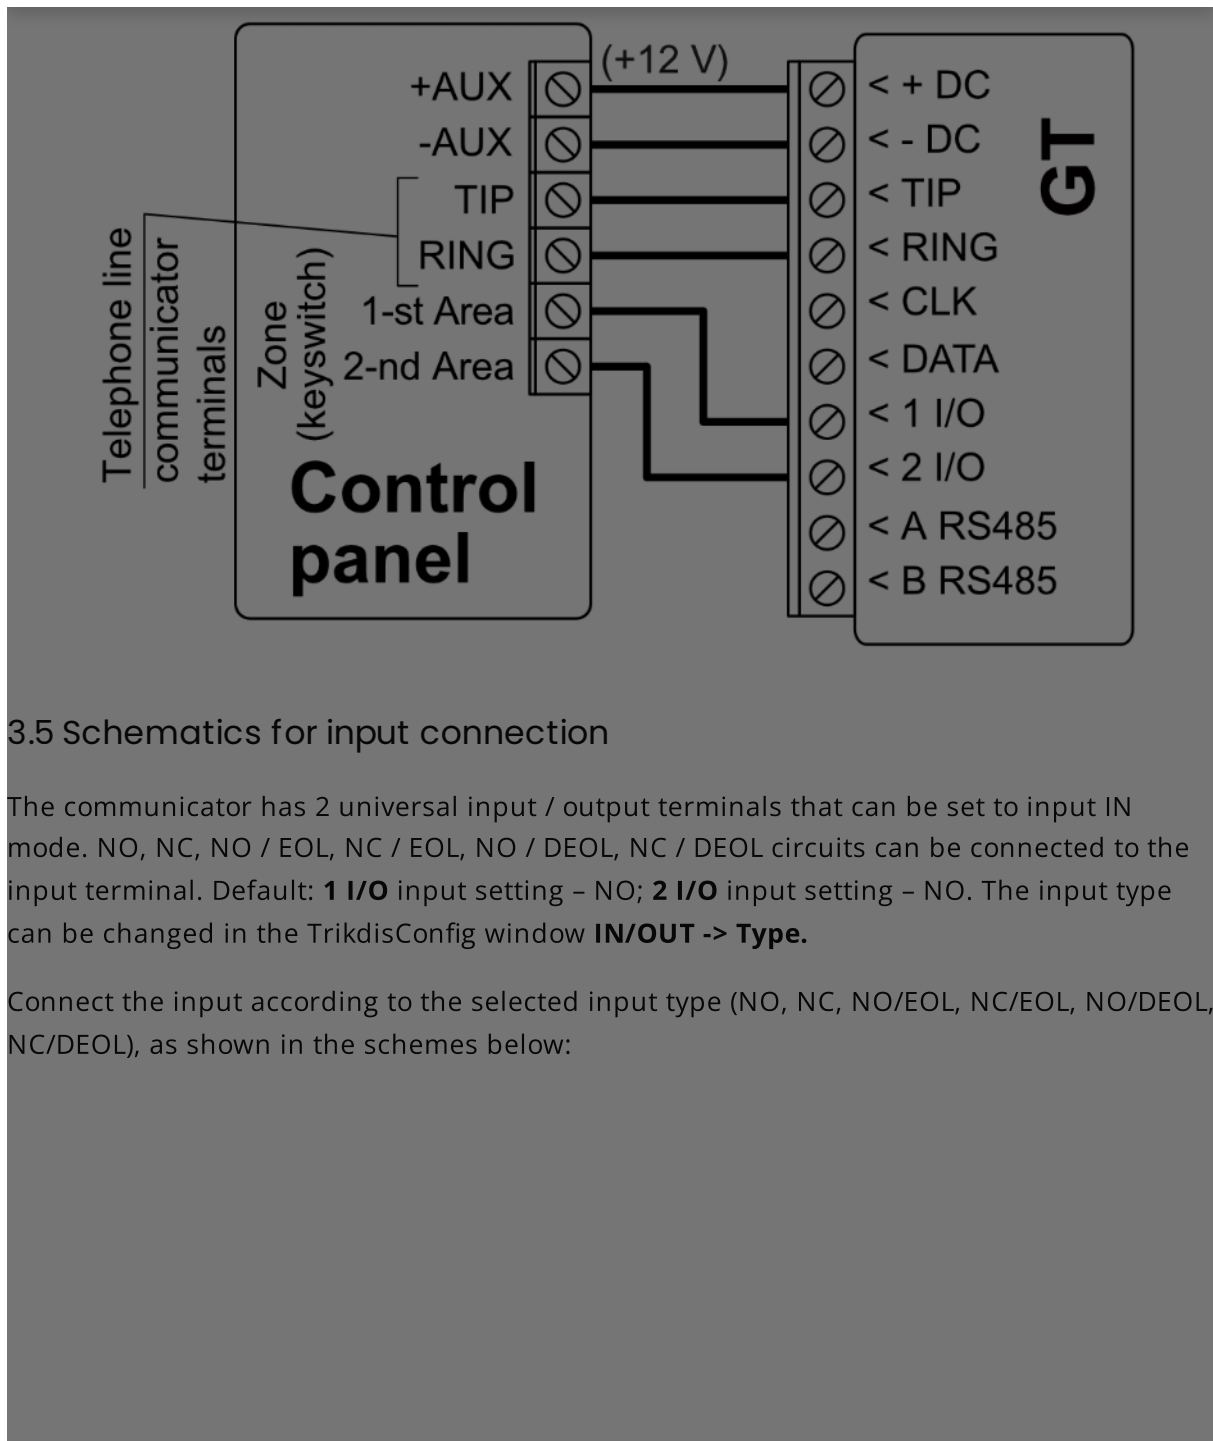 (+12 V)
+AUX
-AUX
TIP
RING
1-st Area
2-nd Area
Telephone line
communicator
terminals
Zone
(keyswitch)
Control
panel
< + DC
< - DC
< TIP
< RING
< CLK
< DATA
< 1 I/O
< 2 I/O
< A RS485
< B RS485
GT
3.5 Schematics for input connection
The communicator has 2 universal input / output terminals that can be set to input IN
mode. NO, NC, NO / EOL, NC / EOL, NO / DEOL, NC / DEOL circuits can be connected to the
input terminal. Default: 1 I/O input setting – NO; 2 I/O input setting – NO. The input type
can be changed in the TrikdisConfig window IN/OUT -> Type.
Connect the input according to the selected input type (NO, NC, NO/EOL, NC/EOL, NO/DEOL,
NC/DEOL), as shown in the schemes below: